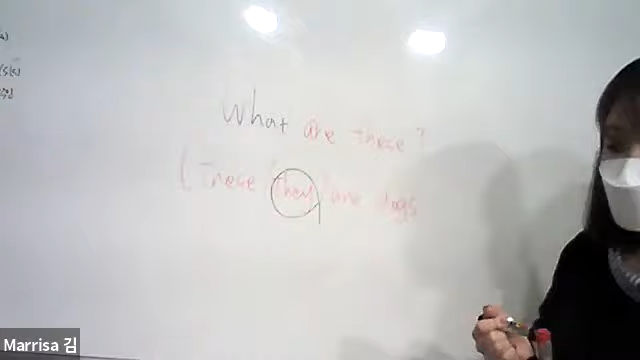 What are these?
( These they are dogs
Marrisa 김